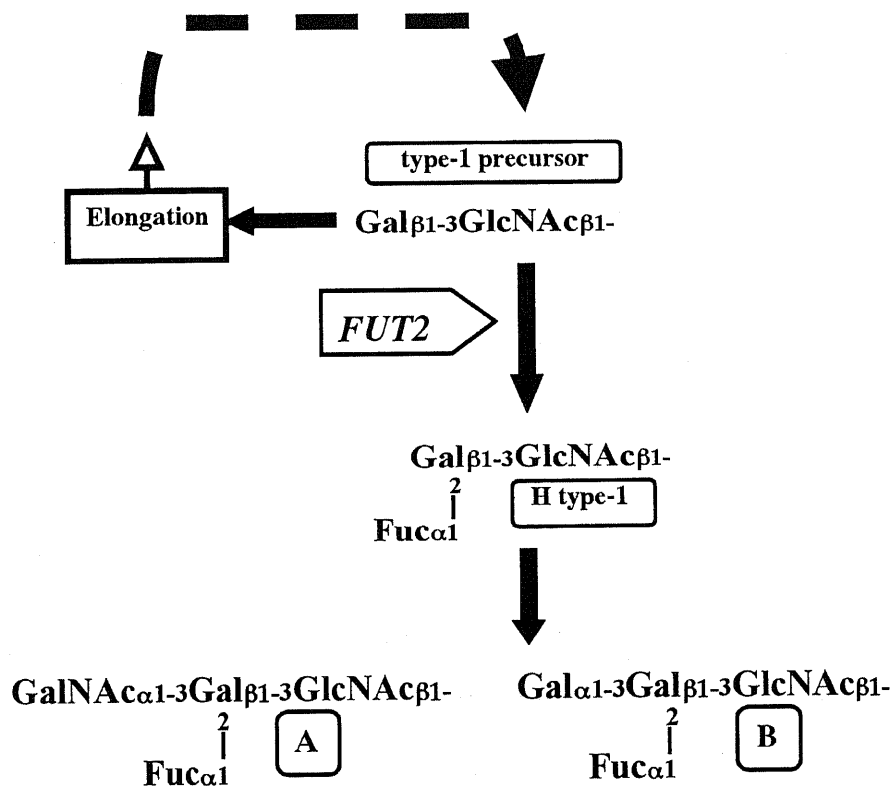 type-1 precursor
Elongation
Galβ1-3GlcNAcβ1-
FUT2
Galβ1-3GlcNAcβ1-
2
H type-1
Fucα1
GalNAcα1-3Galβ1-3GlcNAcβ1-
2
A
Fucα1
Galα1-3Galβ1-3GlcNAcβ1-
2
B
Fucα1